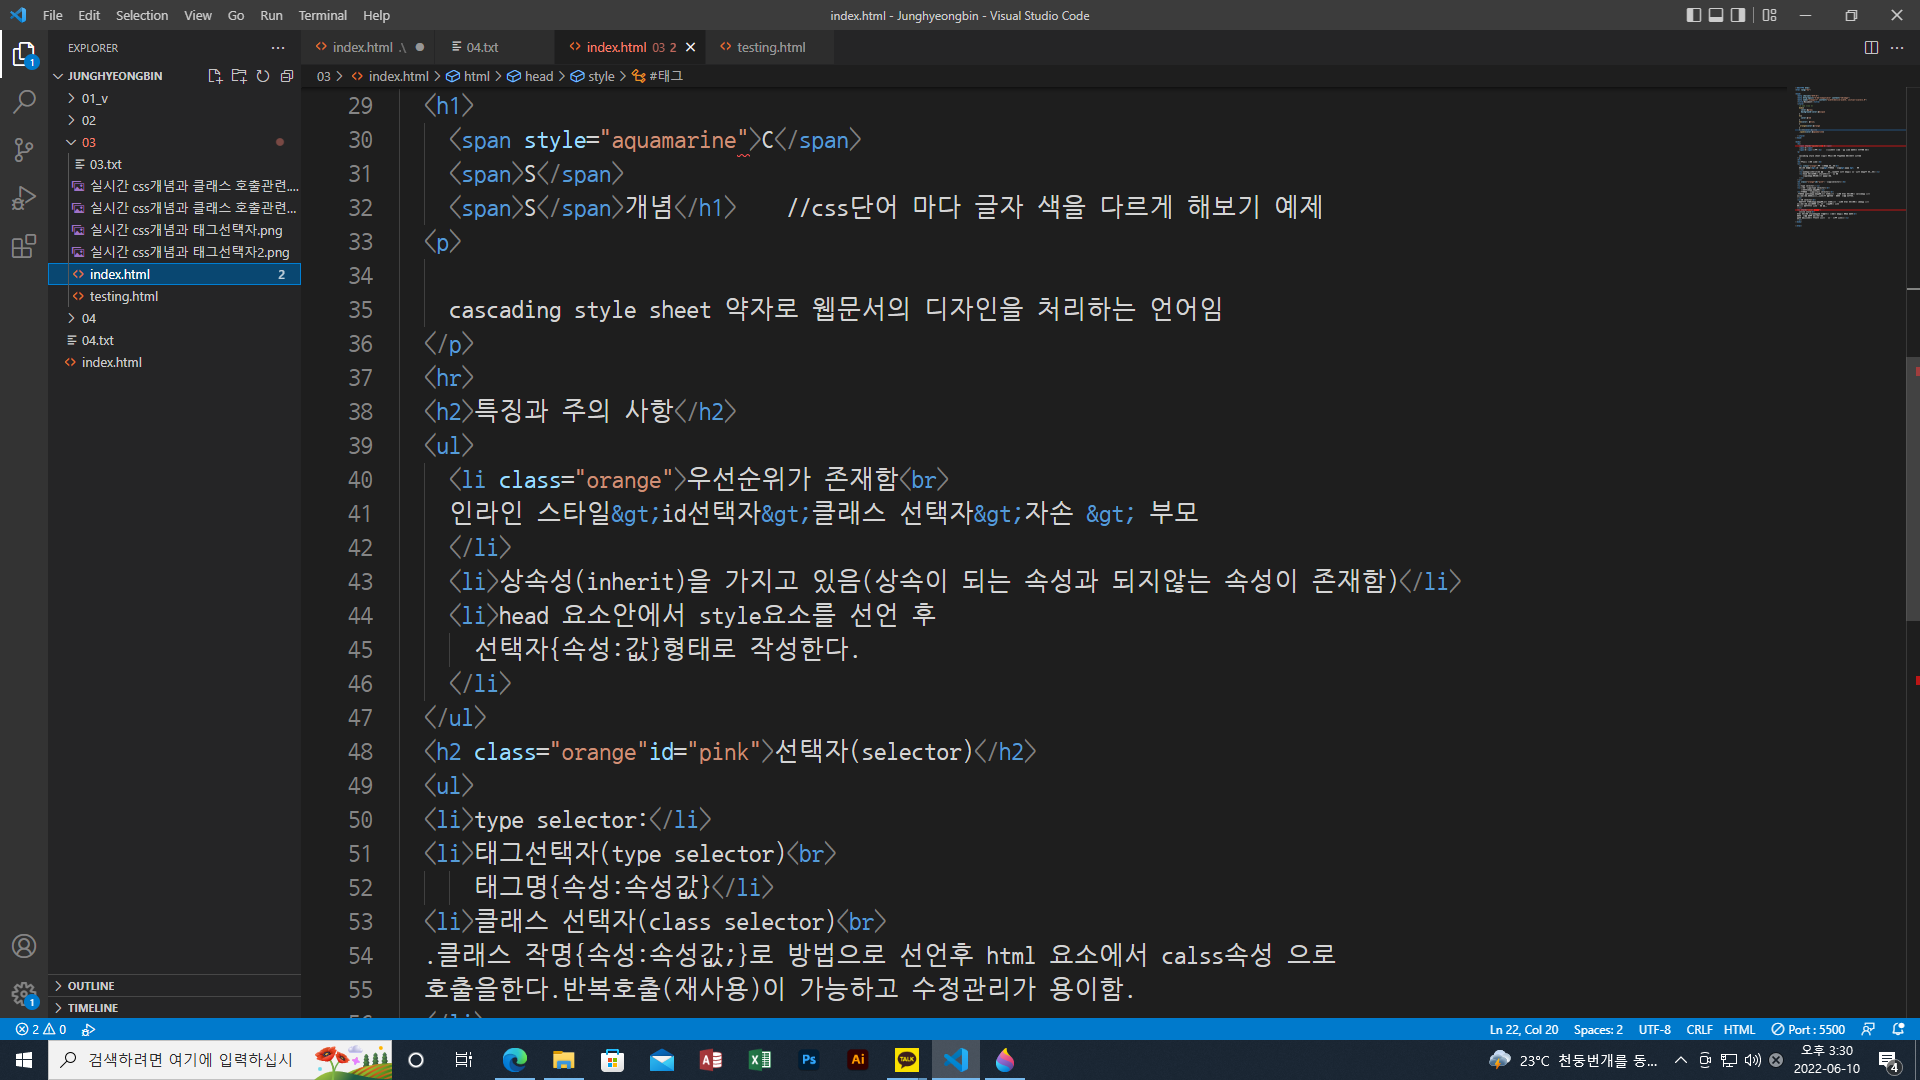 File Edit Selection View Go Run Terminal Help
index.html - Junghyeongbin - Visual Studio Code
EXPLORER
JUNGHYEONGBIN
01_v
02
03
03.txt
실시간 css개념과 클래스 호출관련....
실시간 css개념과 클래스 호출관련...
실시간 css개념과 태그선택자.png
실시간 css개념과 태그선택자2.png
index.html 2
testing.html
04
04.txt
index.html
OUTLINE
TIMELINE
index.html .\
04.txt
index.html 03 2
testing.html
03 > index.html > html > head > style > #태그
29 <h1>
30 <span style="aquamarine">C</span>
31 <span>S</span>
32 <span>S</span>개념</h1> //css단어 마다 글자 색을 다르게 해보기 예제
33 <p>
34
35 cascading style sheet 약자로 웹문서의 디자인을 처리하는 언어임
36 </p>
37 <hr>
38 <h2>특징과 주의 사항</h2>
39 <ul>
40 <li class="orange">우선순위가 존재함<br>
41 인라인 스타일&gt;id선택자&gt;클래스 선택자&gt;자손 &gt; 부모
42 </li>
43 <li>상속성(inherit)을 가지고 있음(상속이 되는 속성과 되지않는 속성이 존재함)</li>
44 <li>head 요소안에서 style요소를 선언 후
45 선택자{속성:값}형태로 작성한다.
46 </li>
47 </ul>
48 <h2 class="orange"id="pink">선택자(selector)</h2>
49 <ul>
50 <li>type selector:</li>
51 <li>태그선택자(type selector)<br>
52 태그명{속성:속성값}</li>
53 <li>클래스 선택자(class selector)<br>
54 .클래스 작명{속성:속성값;}로 방법으로 선언후 html 요소에서 calss속성 으로
55 호출을한다.반복호출(재사용)이 가능하고 수정관리가 용이함.
2 0
Ln 22, Col 20 Spaces: 2 UTF-8 CRLF HTML Port : 5500
검색하려면 여기에 입력하십시
23°C 천둥번개를 동...
오후 3:30
2022-06-10
4